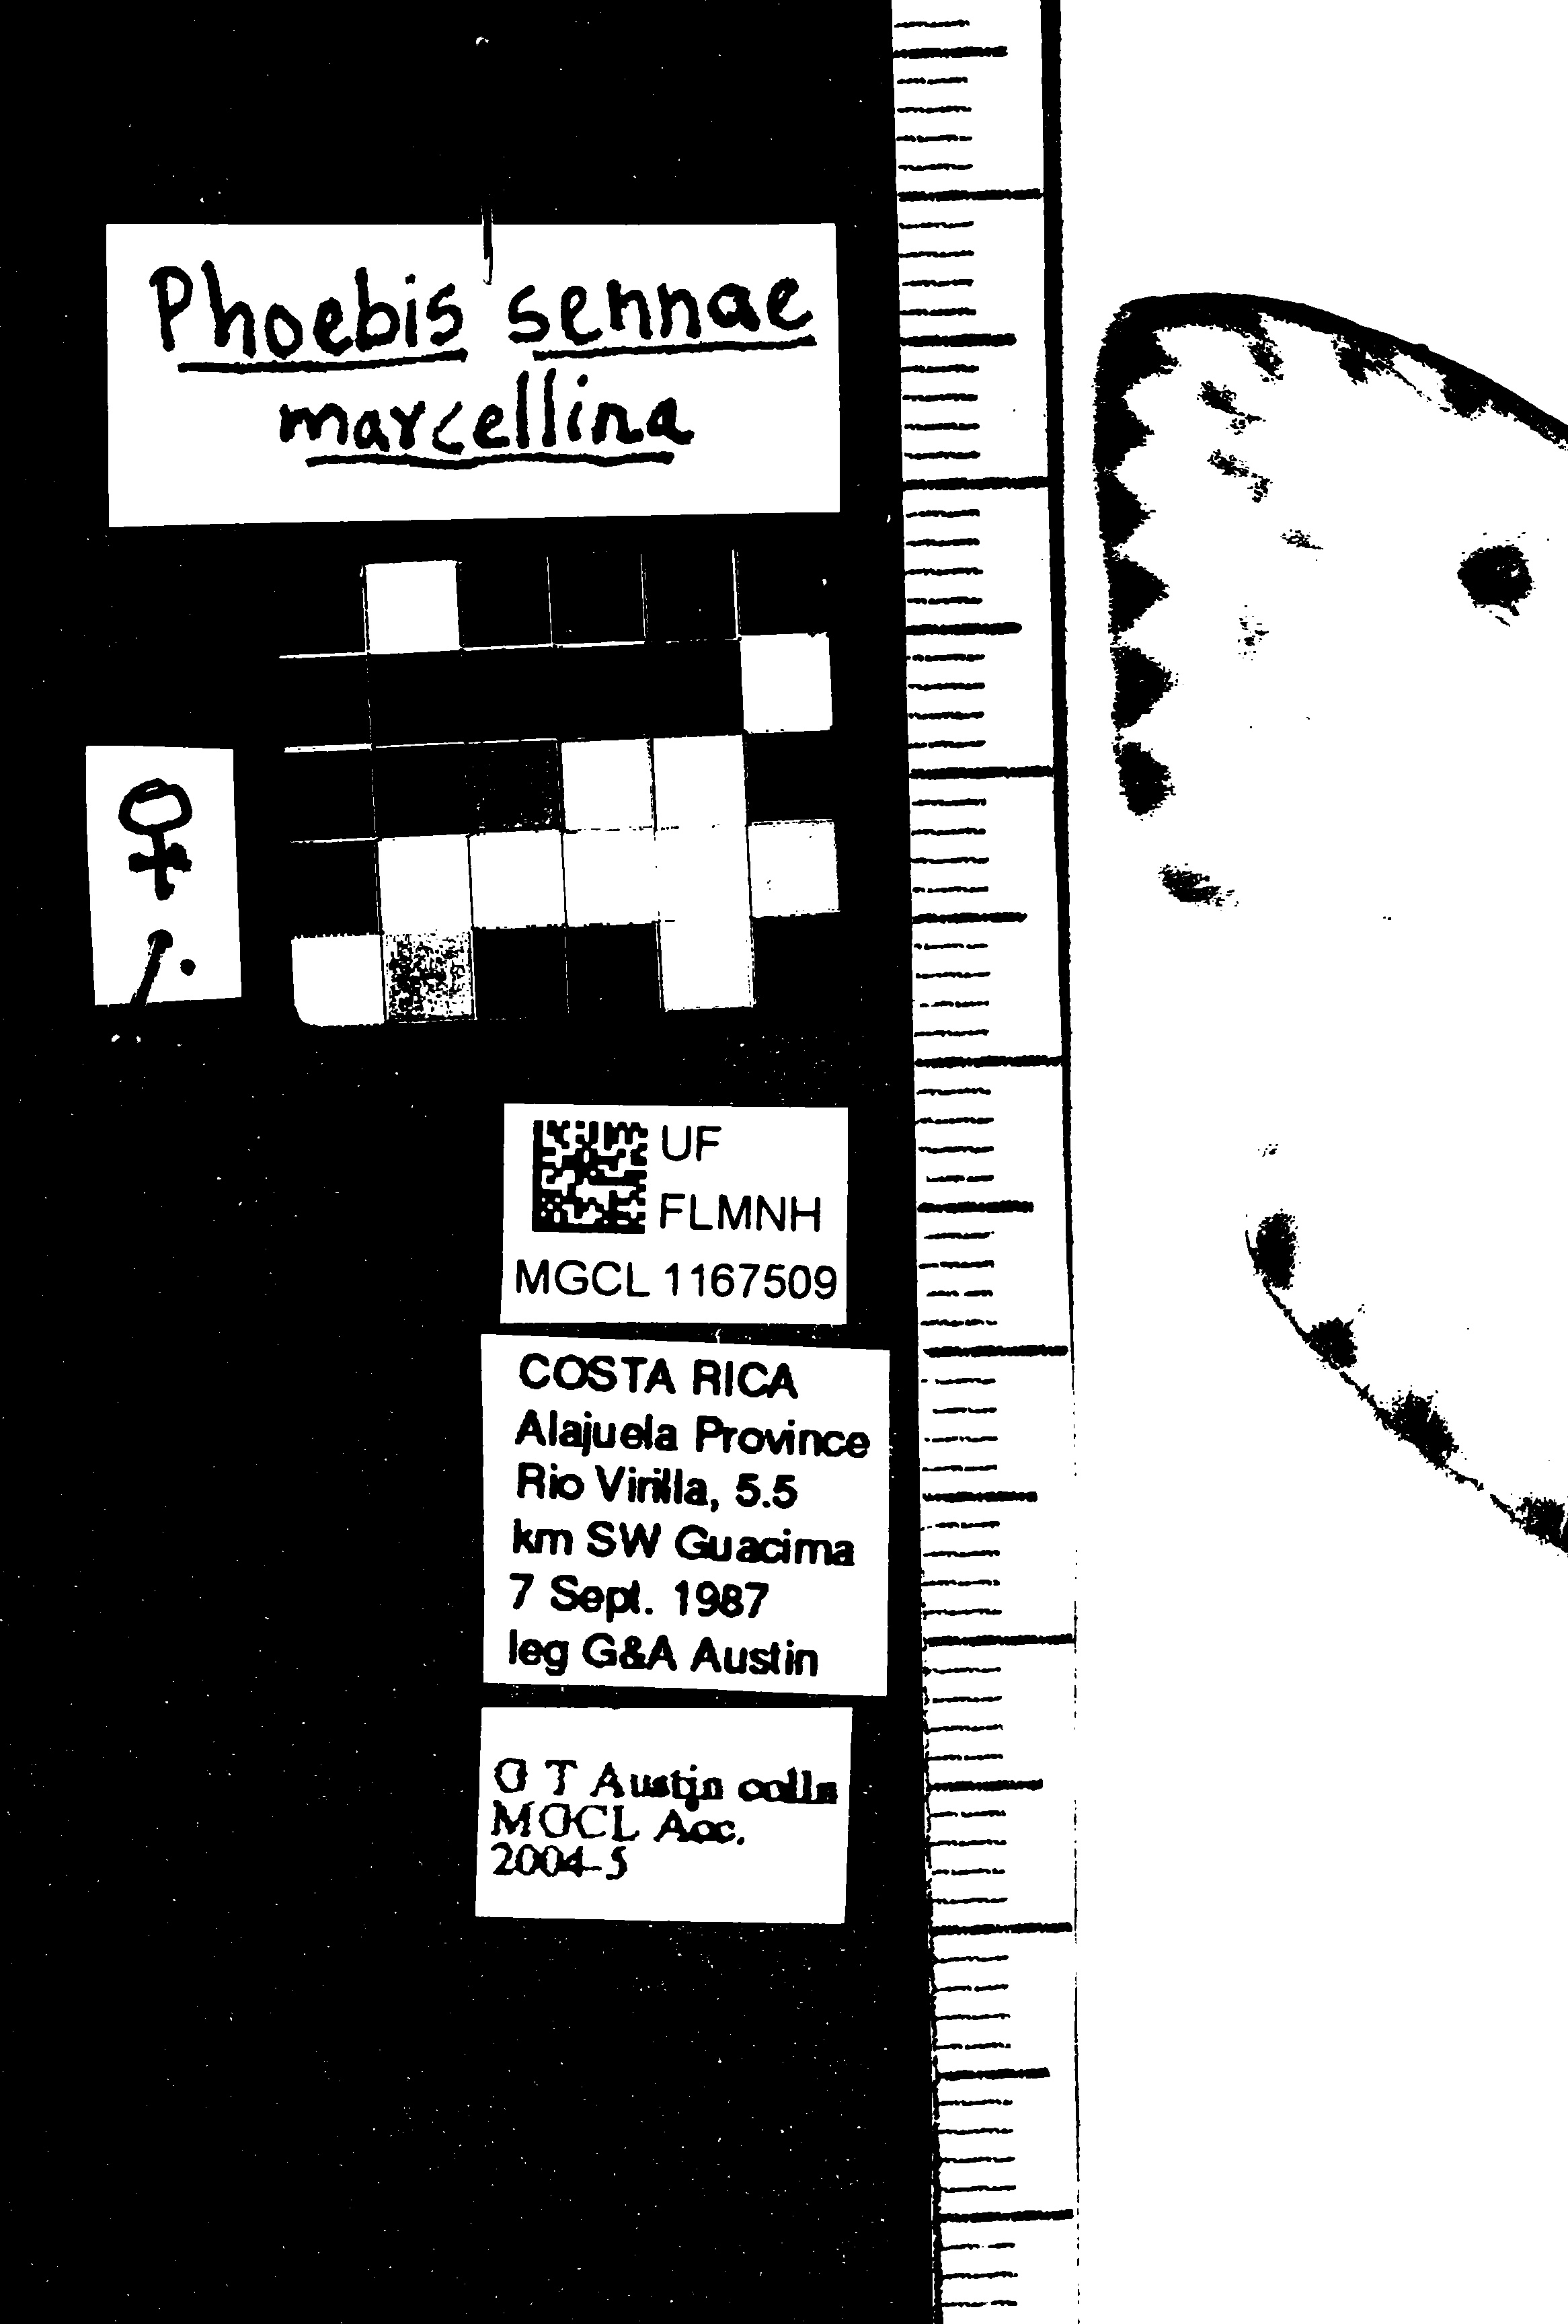 Phoebis sennae
marcellina
♀
UF
FLMNH
MGCL 1167509
COSTA RICA
Alajuela Province
Rio Virilla, 5.5
km SW Guacima
7 Sept. 1987
leg G&A Austin
G T Austin colln
MGCL Acc.
2004-5